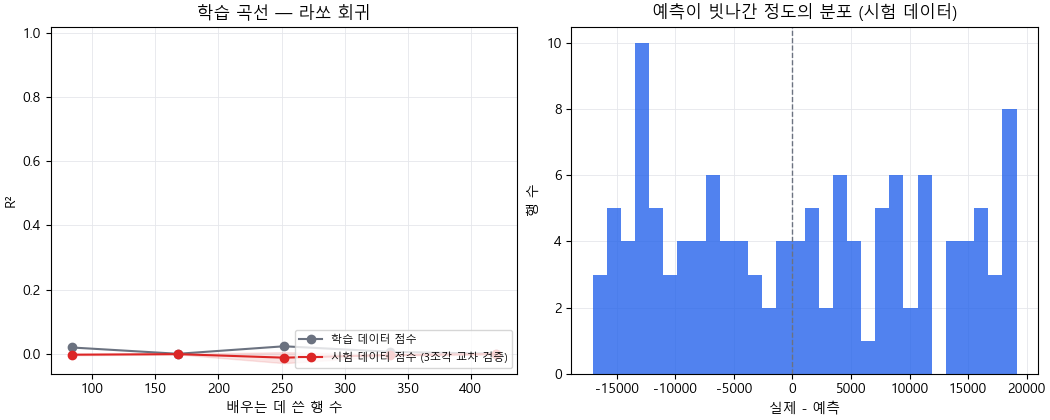 학습 곡선 — 라쏘 회귀
R²
1.0
0.8
0.6
0.4
0.2
0.0
학습 데이터 점수
시험 데이터 점수 (3조각 교차 검증)
100 150 200 250 300 350 400
배우는 데 쓴 행 수
예측이 빗나간 정도의 분포 (시험 데이터)
행 수
10
8
6
4
2
0
-15000 -10000 -5000 0 5000 10000 15000 20000
실제 - 예측